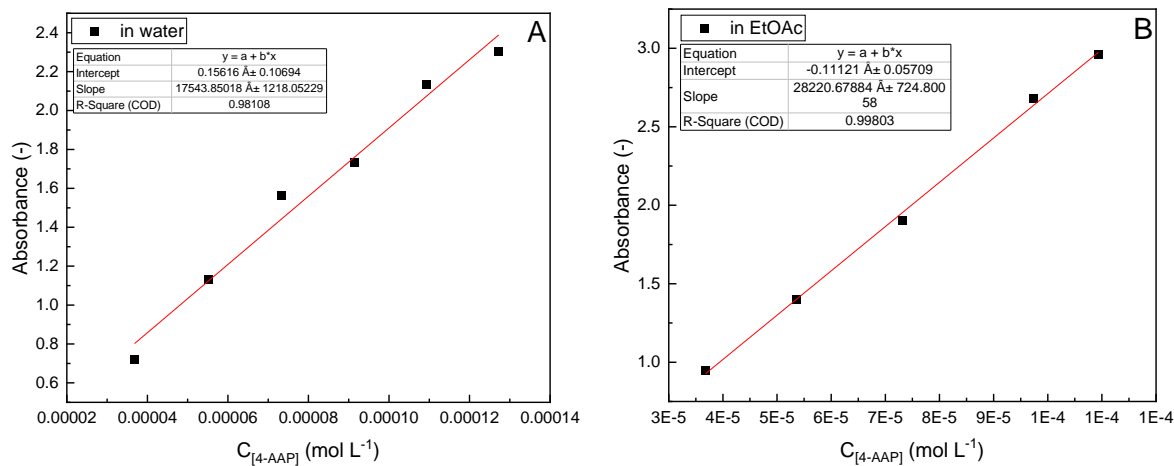 in water
A
Equation y = a + b*x
Intercept 0.15616 Â± 0.10694
Slope 17543.85018 Â± 1218.05229
R-Square (COD) 0.98108
2.4
2.2
2.0
1.8
1.6
1.4
1.2
1.0
0.8
0.6
Absorbance (-)
0.00002 0.00004 0.00006 0.00008 0.00010 0.00012 0.00014
C[4-AAP] (mol L-1)
in EtOAc
B
Equation y = a + b*x
Intercept -0.11121 Â± 0.05709
Slope 28220.67884 Â± 724.800
58
R-Square (COD) 0.99803
3.0
2.5
2.0
1.5
1.0
Absorbance (-)
3E-5 4E-5 5E-5 6E-5 7E-5 8E-5 9E-5 1E-4 1E-4 1E-4
C[4-AAP] (mol L-1)